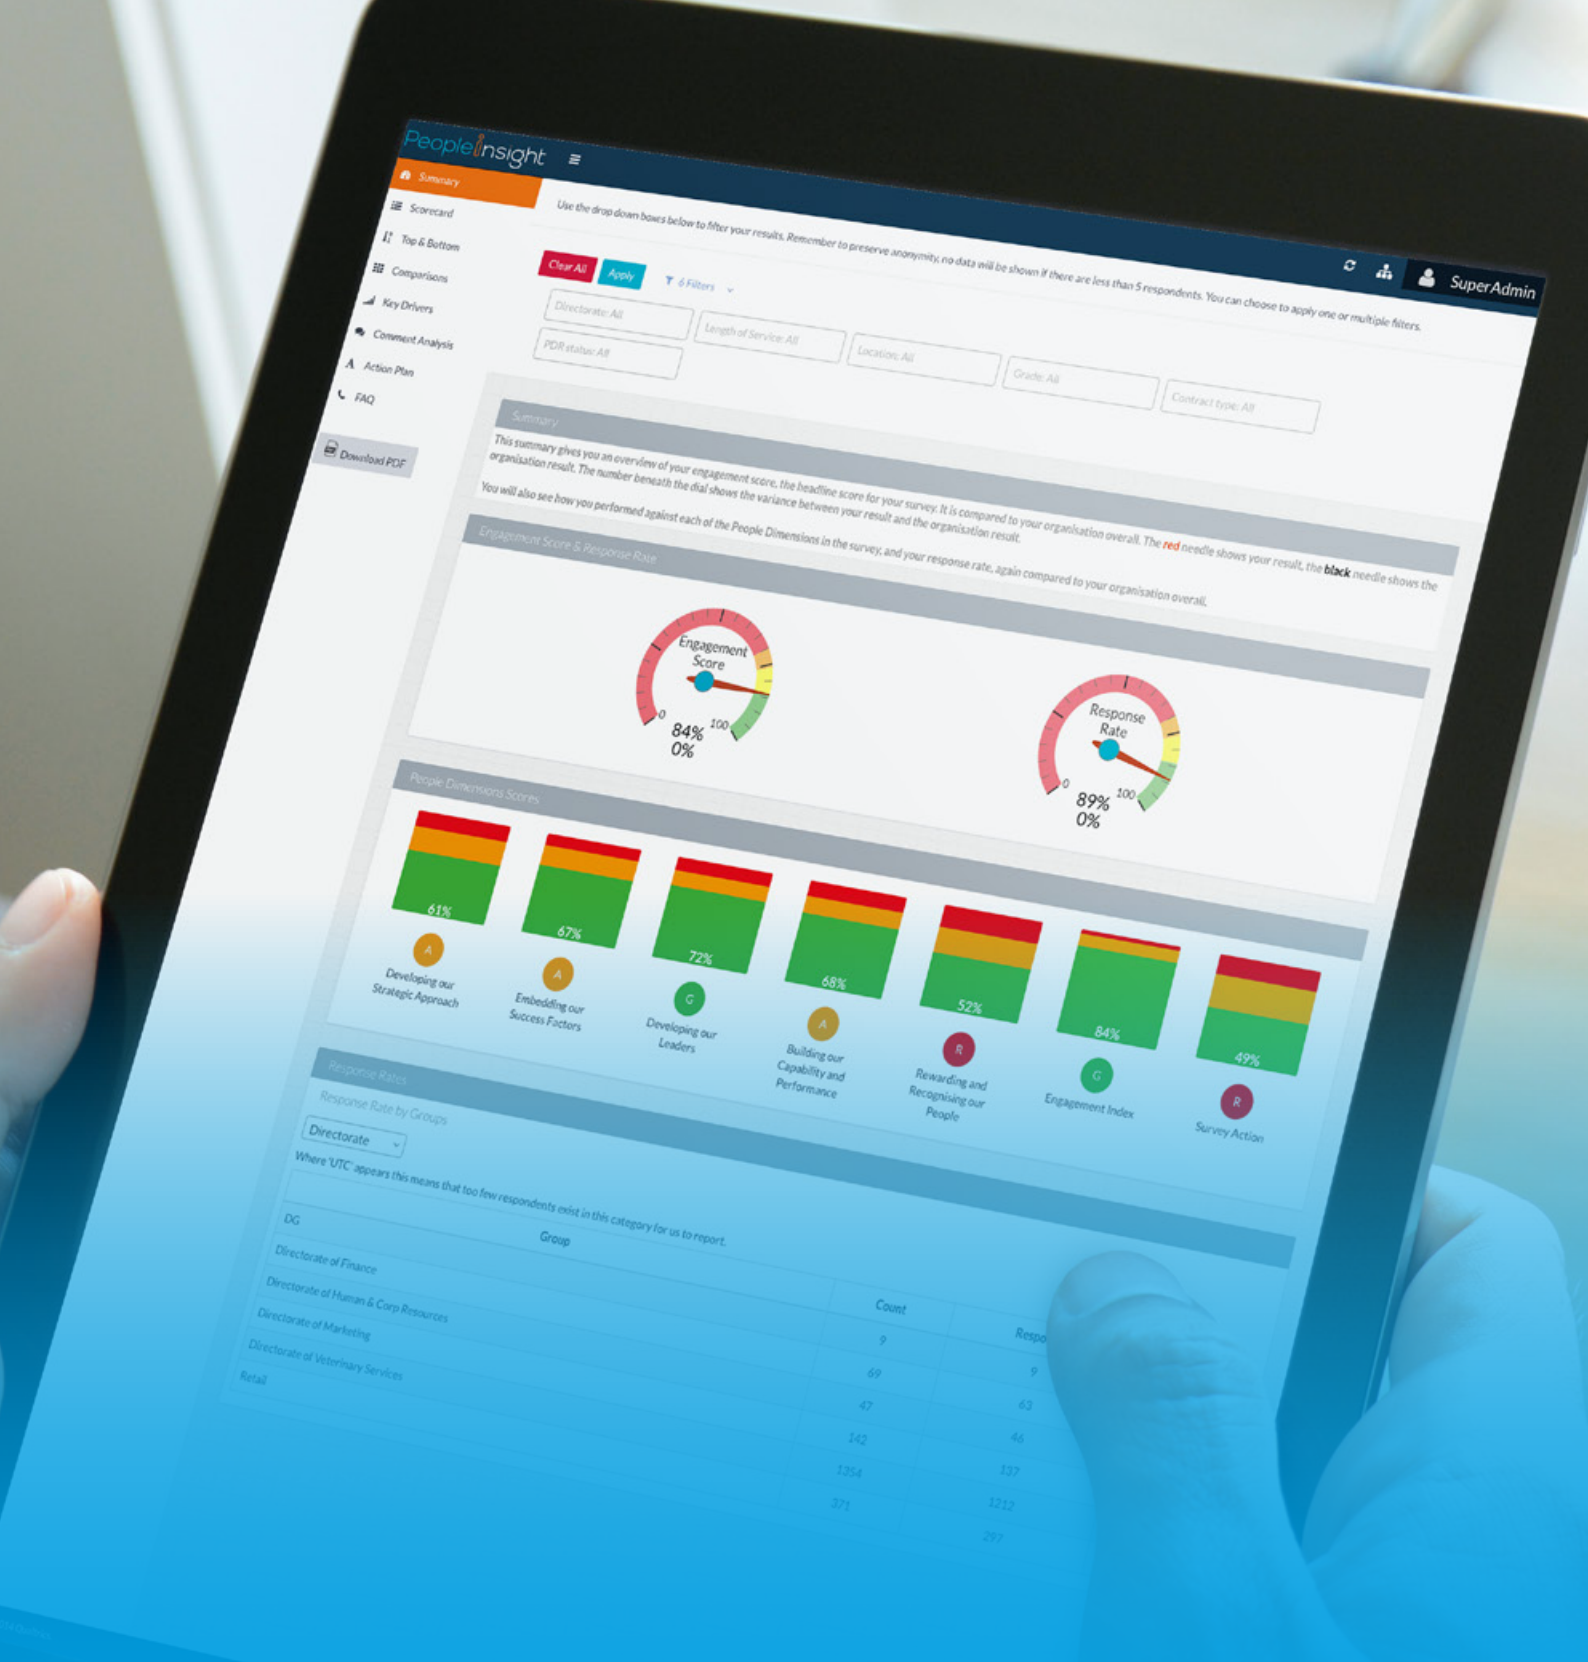 PeopleInsight
SuperAdmin
Summary
Scorecard
Top & Bottom
Comparisons
Key Drivers
Comment Analysis
Action Plan
FAQ
Download PDF
Use the drop down boxes below to filter your results. Remember to preserve anonymity, no data will be shown if there are less than 5 respondents. You can choose to apply one or multiple filters.
Clear All
Apply
6 Filters
Directorate: All
Length of Service: All
Location: All
Grade: All
Contract type: All
PDR status: All
Summary
This summary gives you an overview of your engagement score, the headline score for your survey. It is compared to your organisation overall. The red needle shows your result, the black needle shows the
organisation result. The number beneath the dial shows the variance between your result and the organisation result.
You will also see how you performed against each of the People Dimensions in the survey, and your response rate, again compared to your organisation overall.
Engagement Score & Response Rate
Engagement
Score
0
100
84%
0%
Response
Rate
0
100
89%
0%
People Dimensions Scores
61%
A
Developing our
Strategic Approach
67%
A
Embedding our
Success Factors
72%
G
Developing our
Leaders
68%
A
Building our
Capability and
Performance
52%
R
Rewarding and
Recognising our
People
84%
G
Engagement Index
49%
R
Survey Action
Response Rates
Response Rate by Groups
Directorate
Where 'UTC' appears this means that too few respondents exist in this category for us to report.
Group
Count
Respo
DG
9
9
Directorate of Finance
69
63
Directorate of Human & Corp Resources
47
46
Directorate of Marketing
142
137
Directorate of Veterinary Services
1354
1212
Retail
371
297